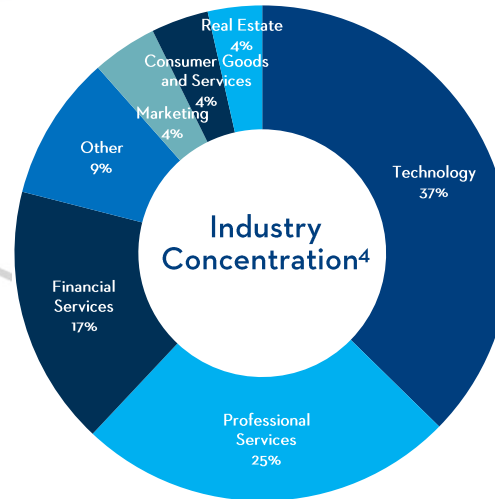 Real Estate
4%
Consumer Goods
and Services
4%
Marketing
4%
Other
9%
Technology
37%
Industry
Concentration4
Financial
Services
17%
Professional
Services
25%